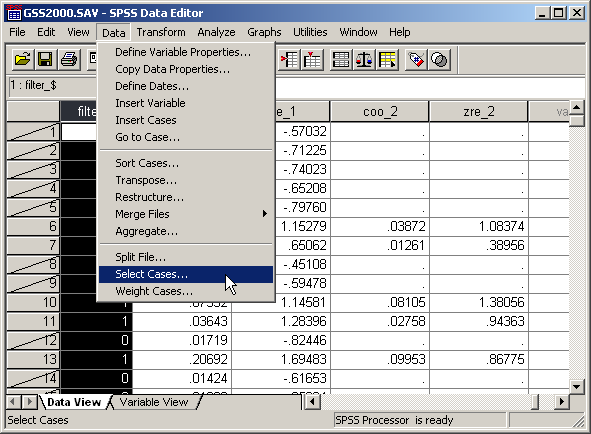 GSS2000.SAV - SPSS Data Editor
File Edit View Data Transform Analyze Graphs Utilities Window Help
1 : filter_$
Define Variable Properties...
Copy Data Properties...
Define Dates...
Insert Variable
Insert Cases
Go to Case...
Sort Cases...
Transpose...
Restructure...
Merge Files
Aggregate...
Split File...
Select Cases...
Weight Cases...
filte e_1 coo_2 zre_2 va
1 -.57032 . .
2 -.71225 . .
3 -.74023 . .
4 -.65208 . .
5 -.79760 . .
6 1.15279 .03872 1.08374
7 .65062 .01261 .38956
8 -.45108 . .
9 -.59478 . .
10 1.14581 .08105 1.38056
11 1 .03643 1.28396 .02758 .94363
12 0 .01719 -.82446 . .
13 1 .20692 1.69483 .09953 .86775
14 0 .01424 -.61653 . .
Data View Variable View
Select Cases SPSS Processor is ready